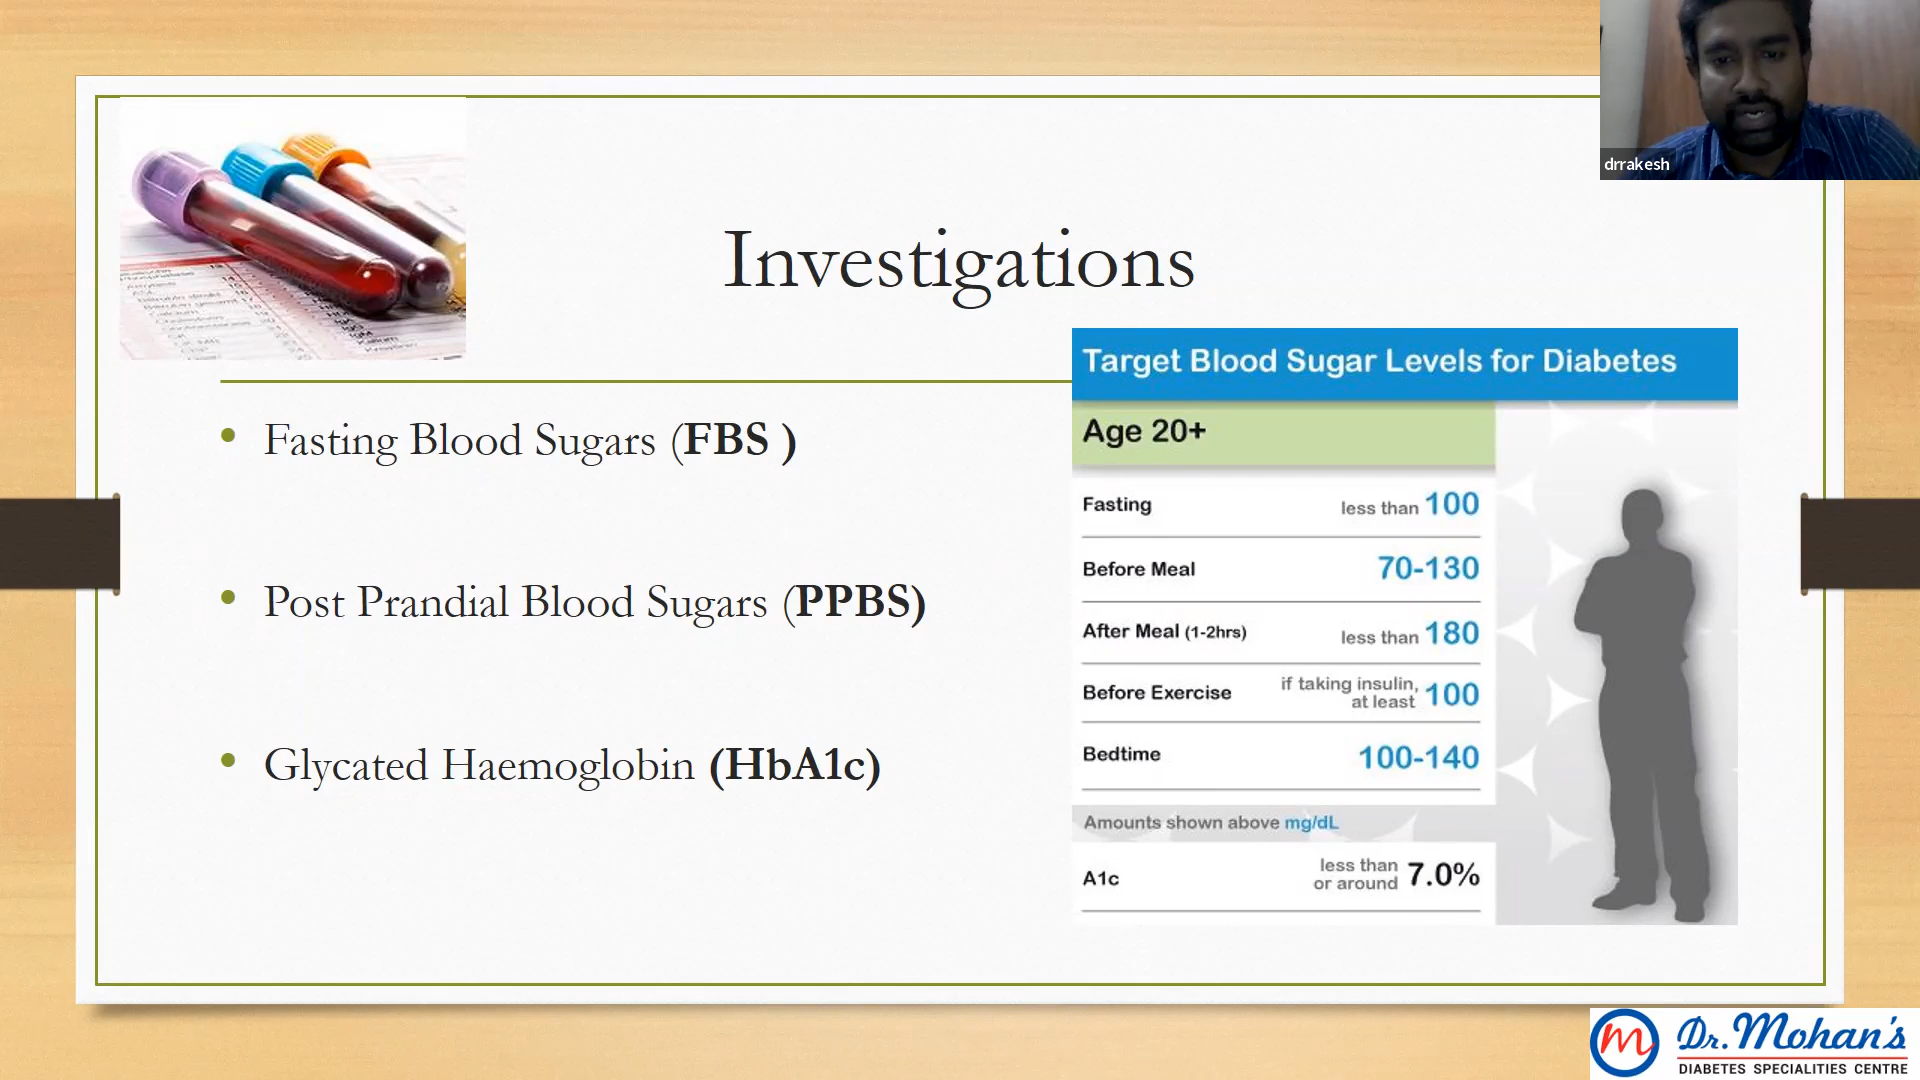 drrakesh
Investigations
• Fasting Blood Sugars (FBS )
• Post Prandial Blood Sugars (PPBS)
• Glycated Haemoglobin (HbA1c)
Target Blood Sugar Levels for Diabetes
Age 20+
Fasting less than 100
Before Meal 70-130
After Meal (1-2hrs) less than 180
Before Exercise if taking insulin, at least 100
Bedtime 100-140
Amounts shown above mg/dL
A1c less than or around 7.0%
m Dr.Mohan's
DIABETES SPECIALITIES CENTRE